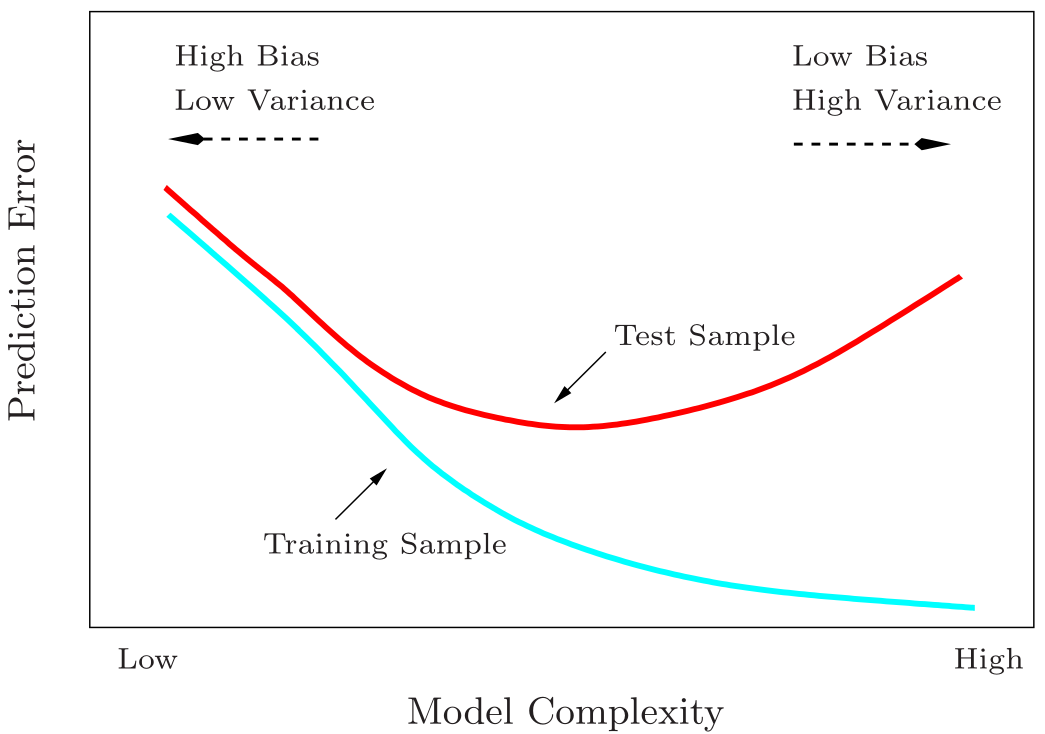 High Bias
Low Variance
Low Bias
High Variance
Prediction Error
Test Sample
Training Sample
Low
High
Model Complexity